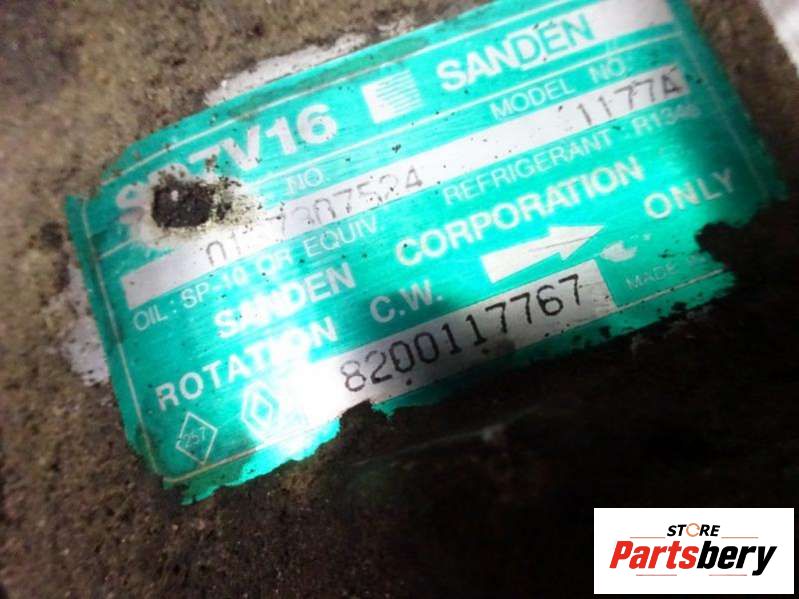 SD7V16 SANDEN
NO. MODEL NO.
1177A
OIL: SP-10 OR EQUIV. REFRIGERANT R134a
SANDEN CORPORATION
ROTATION C.W. ONLY
8200117767 MADE
257
STORE
Partsbery